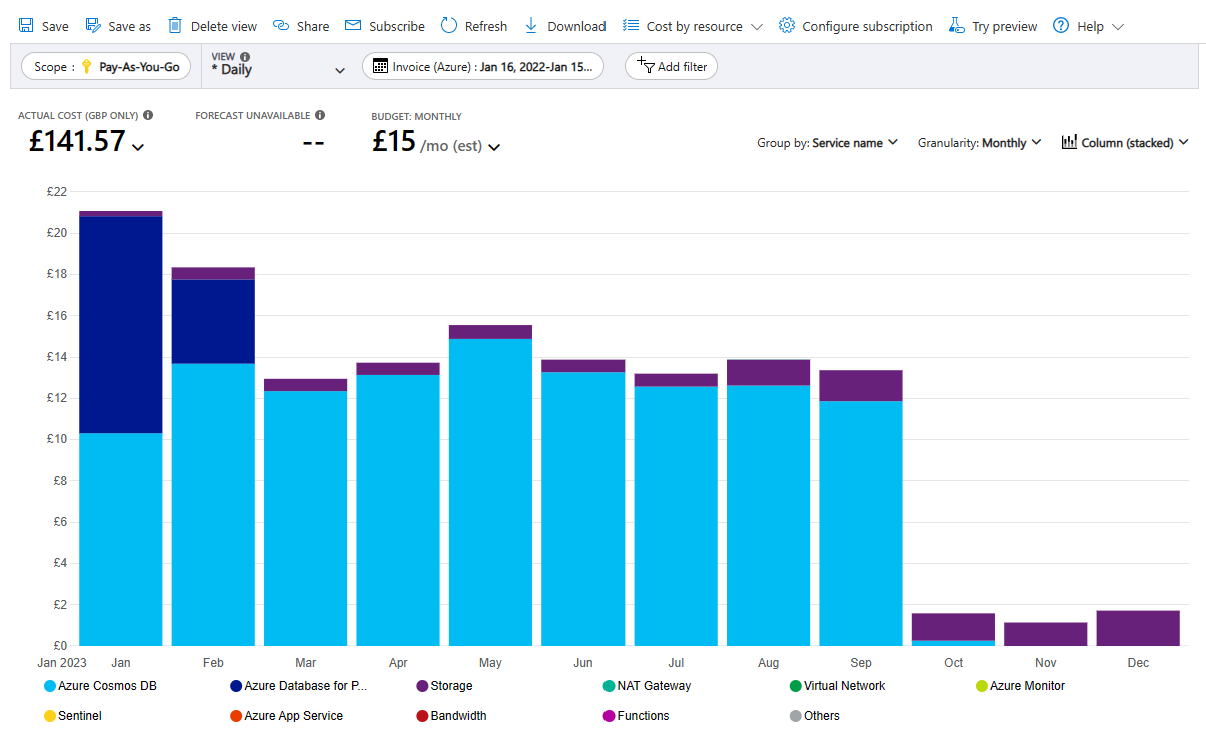 Save Save as Delete view Share Subscribe Refresh Download Cost by resource Configure subscription Try preview Help
Scope : Pay-As-You-Go VIEW
* Daily Invoice (Azure) : Jan 16, 2022-Jan 15... Add filter
ACTUAL COST (GBP ONLY) FORECAST UNAVAILABLE BUDGET: MONTHLY
£141.57 -- £15 /mo (est)
Group by: Service name Granularity: Monthly Column (stacked)
£22
£20
£18
£16
£14
£12
£10
£8
£6
£4
£2
£0
Jan 2023 Jan Feb Mar Apr May Jun Jul Aug Sep Oct Nov Dec
Azure Cosmos DB Azure Database for P... Storage NAT Gateway Virtual Network Azure Monitor
Sentinel Azure App Service Bandwidth Functions Others